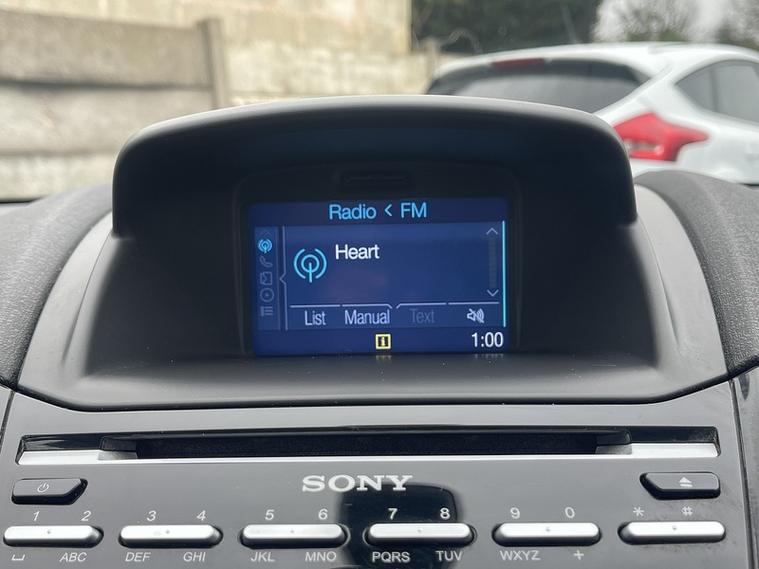 Radio < FM
Heart
List Manual Text
i 1:00
SONY
1 2 3 4 5 6 7 8 9 0 * #
ABC DEF GHI JKL MNO PQRS TUV WXYZ +